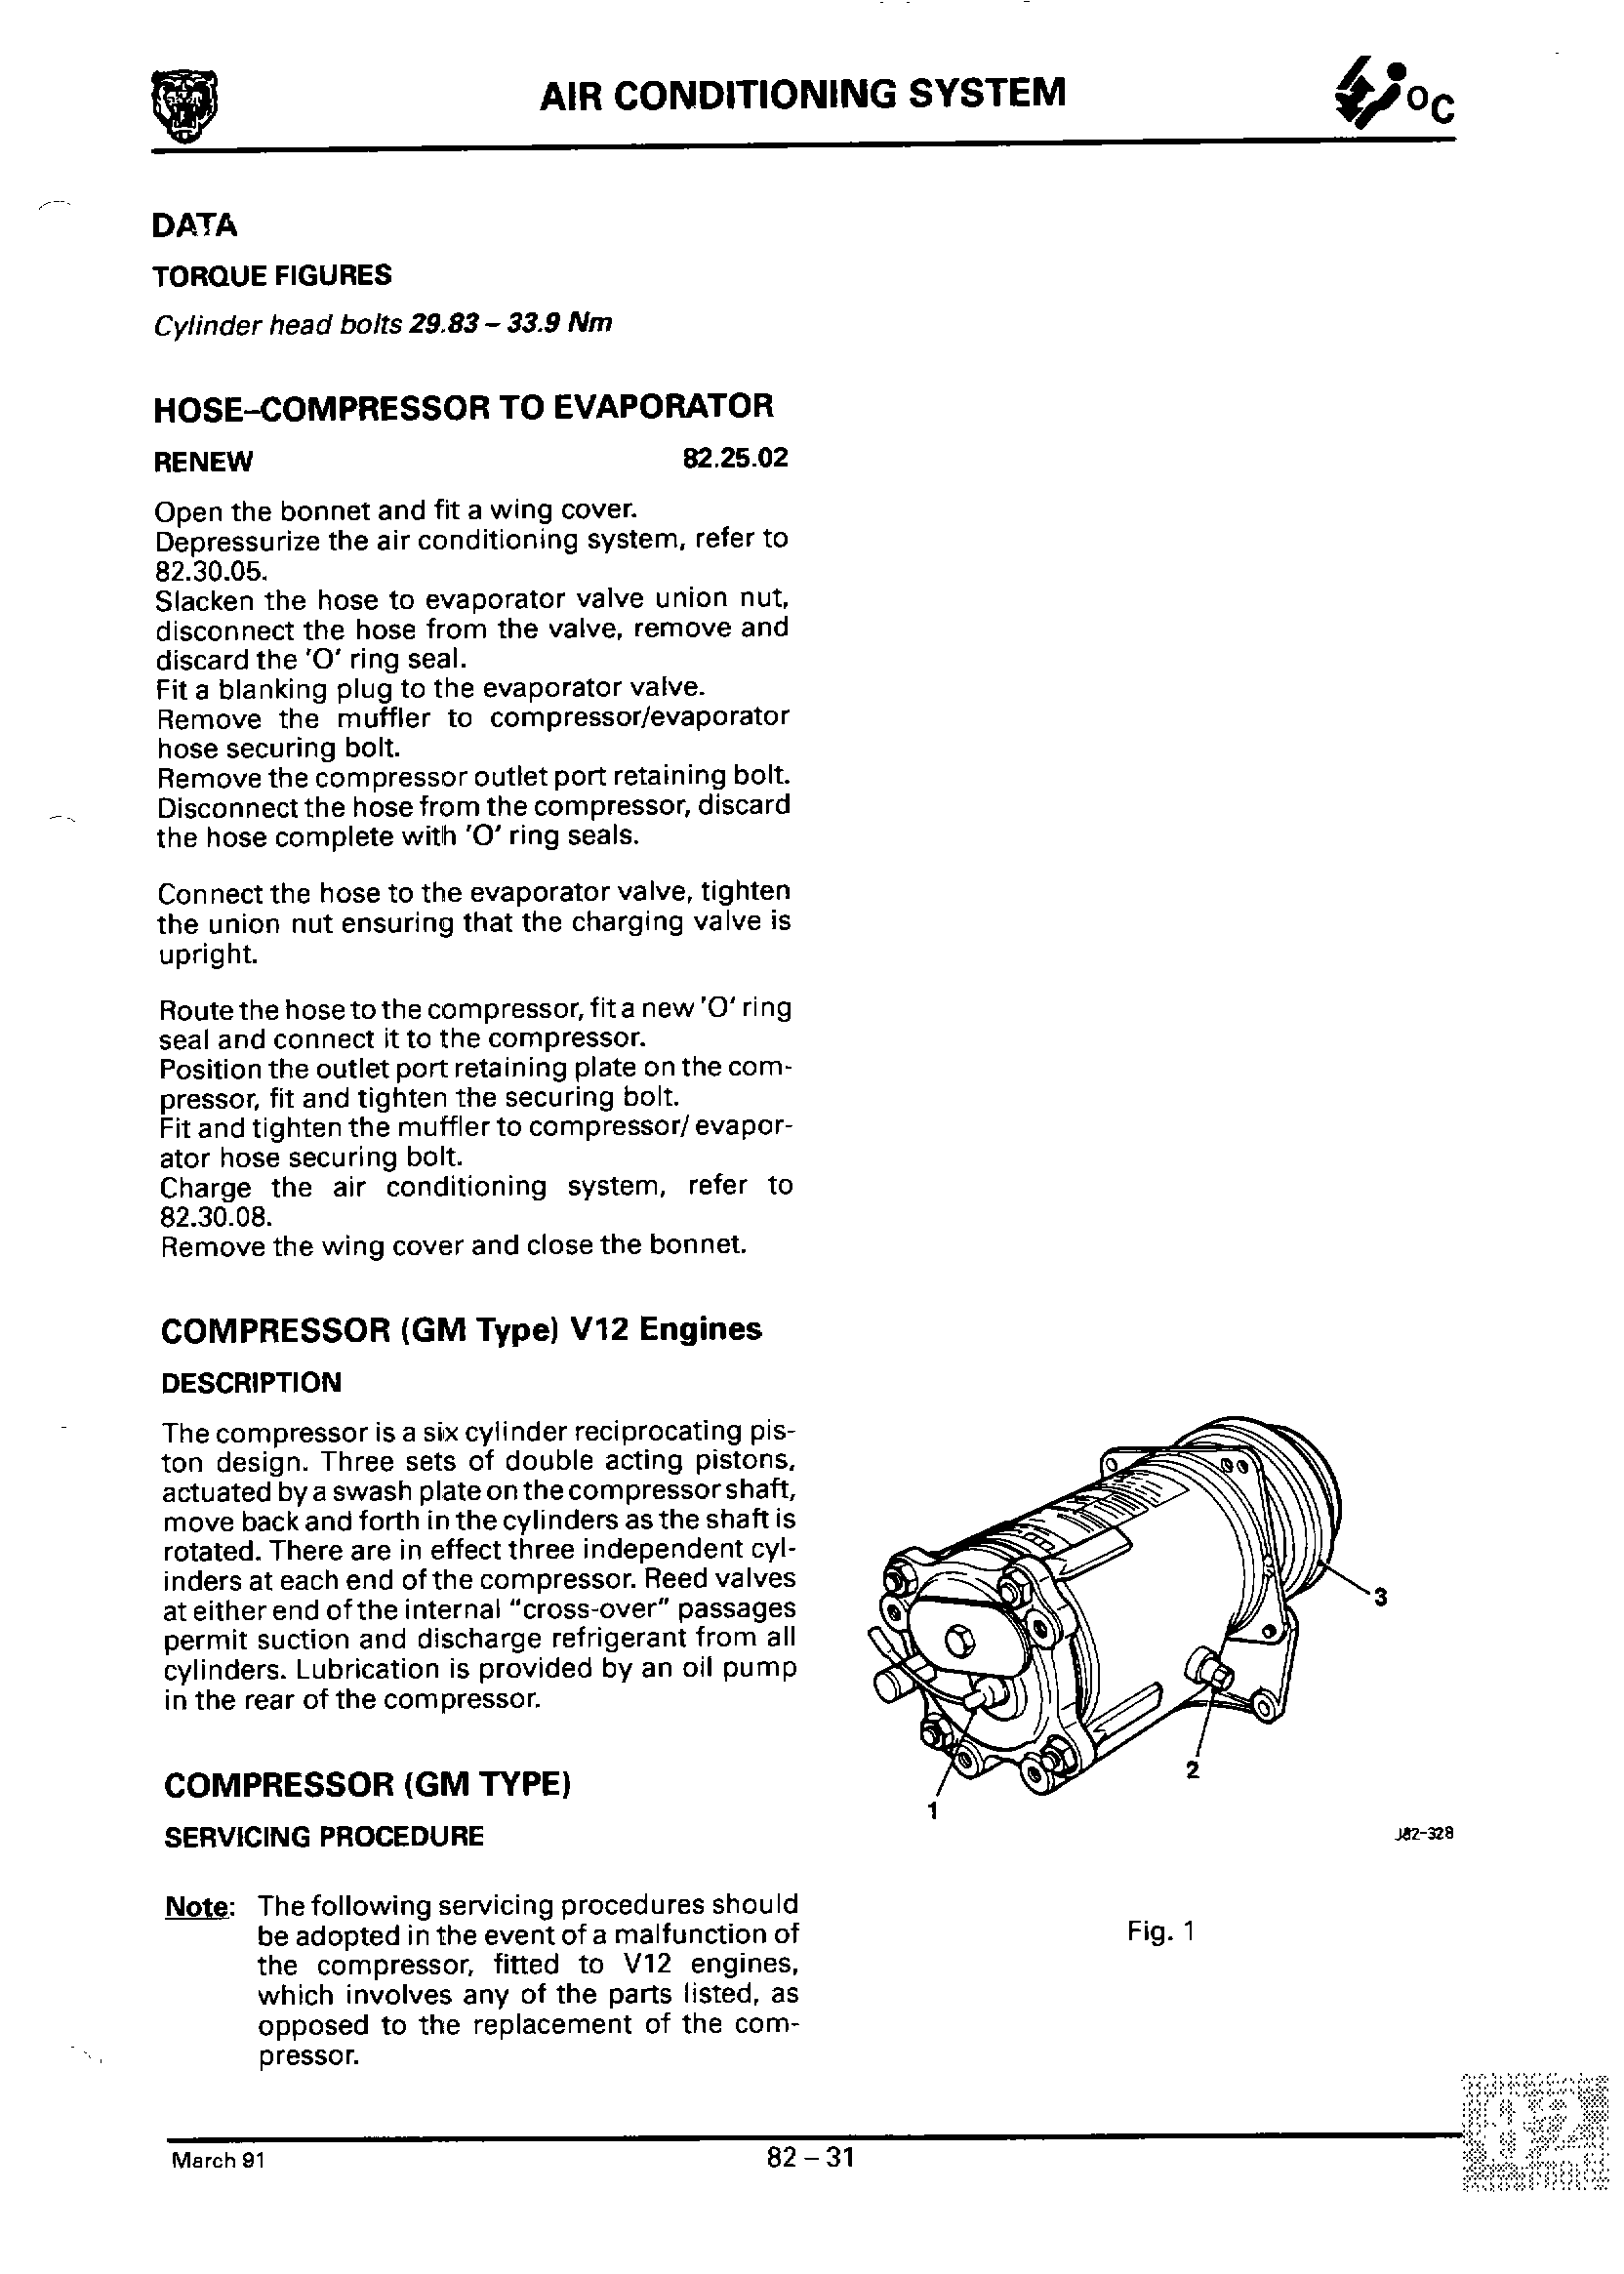 AIR CONDITIONING SYSTEM
°C
DATA
TORQUE FIGURES
Cylinder head bolts 29.83 – 33.9 Nm
HOSE–COMPRESSOR TO EVAPORATOR
RENEW 82.25.02
Open the bonnet and fit a wing cover.
Depressurize the air conditioning system, refer to
82.30.05.
Slacken the hose to evaporator valve union nut,
disconnect the hose from the valve, remove and
discard the 'O' ring seal.
Fit a blanking plug to the evaporator valve.
Remove the muffler to compressor/evaporator
hose securing bolt.
Remove the compressor outlet port retaining bolt.
Disconnect the hose from the compressor, discard
the hose complete with 'O' ring seals.
Connect the hose to the evaporator valve, tighten
the union nut ensuring that the charging valve is
upright.
Route the hose to the compressor, fit a new 'O' ring
seal and connect it to the compressor.
Position the outlet port retaining plate on the com-
pressor, fit and tighten the securing bolt.
Fit and tighten the muffler to compressor/ evapor-
ator hose securing bolt.
Charge the air conditioning system, refer to
82.30.08.
Remove the wing cover and close the bonnet.
COMPRESSOR (GM Type) V12 Engines
DESCRIPTION
The compressor is a six cylinder reciprocating pis-
ton design. Three sets of double acting pistons,
actuated by a swash plate on the compressor shaft,
move back and forth in the cylinders as the shaft is
rotated. There are in effect three independent cyl-
inders at each end of the compressor. Reed valves
at either end of the internal "cross-over" passages
permit suction and discharge refrigerant from all
cylinders. Lubrication is provided by an oil pump
in the rear of the compressor.
COMPRESSOR (GM TYPE)
SERVICING PROCEDURE
Note: The following servicing procedures should
be adopted in the event of a malfunction of
the compressor, fitted to V12 engines,
which involves any of the parts listed, as
opposed to the replacement of the com-
pressor.
3
2
1
J82-328
Fig. 1
82
March 91
82 – 31